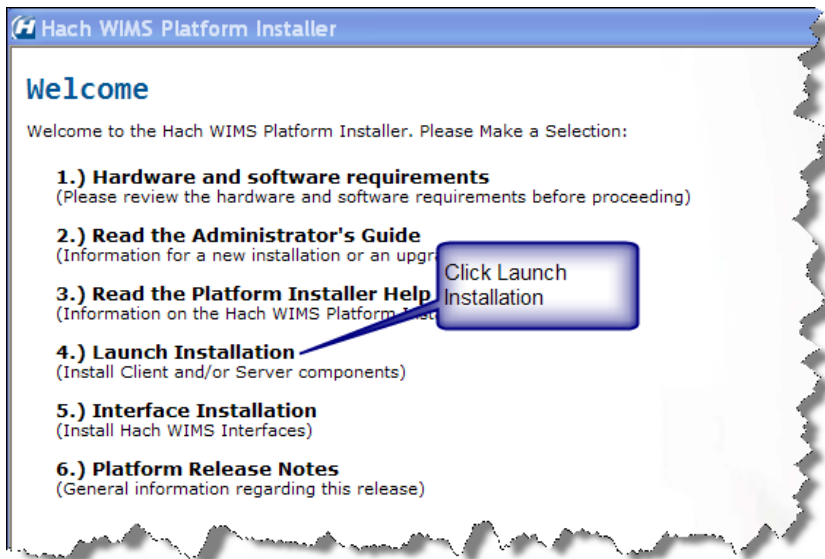 Hach WIMS Platform Installer
Welcome
Welcome to the Hach WIMS Platform Installer. Please Make a Selection:
1.) Hardware and software requirements
(Please review the hardware and software requirements before proceeding)
2.) Read the Administrator's Guide
(Information for a new installation or an
Click Launch
Installation
3.) Read the Platform Installer Help
(Information on the Hach WIMS Platform
4.) Launch Installation
(Install Client and/or Server components)
5.) Interface Installation
(Install Hach WIMS Interfaces)
6.) Platform Release Notes
(General information regarding this release)